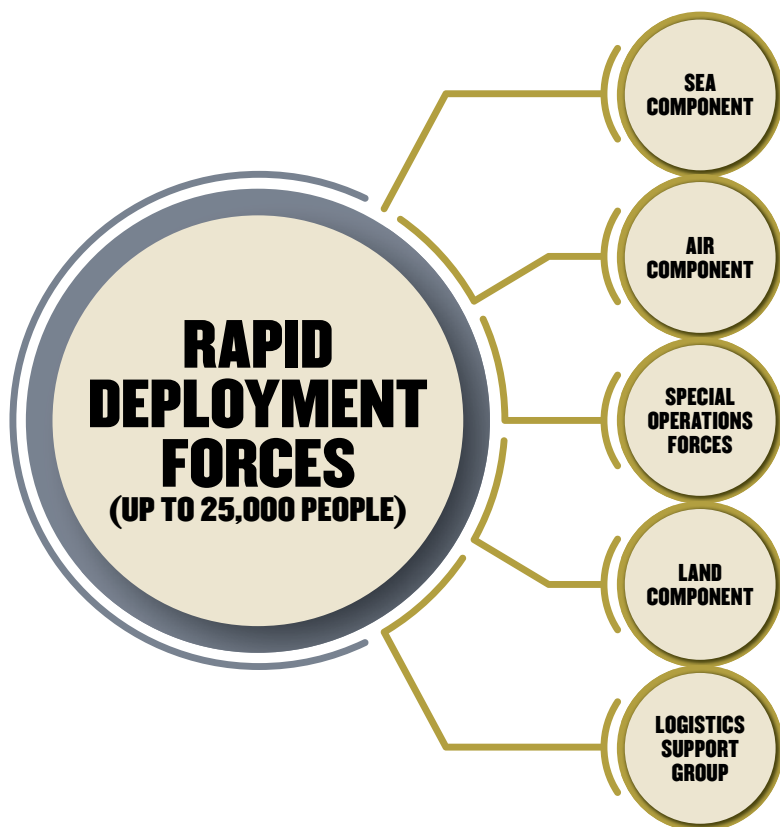 RAPID
DEPLOYMENT
FORCES
(UP TO 25,000 PEOPLE)
SEA
COMPONENT
AIR
COMPONENT
SPECIAL
OPERATIONS
FORCES
LAND
COMPONENT
LOGISTICS
SUPPORT
GROUP